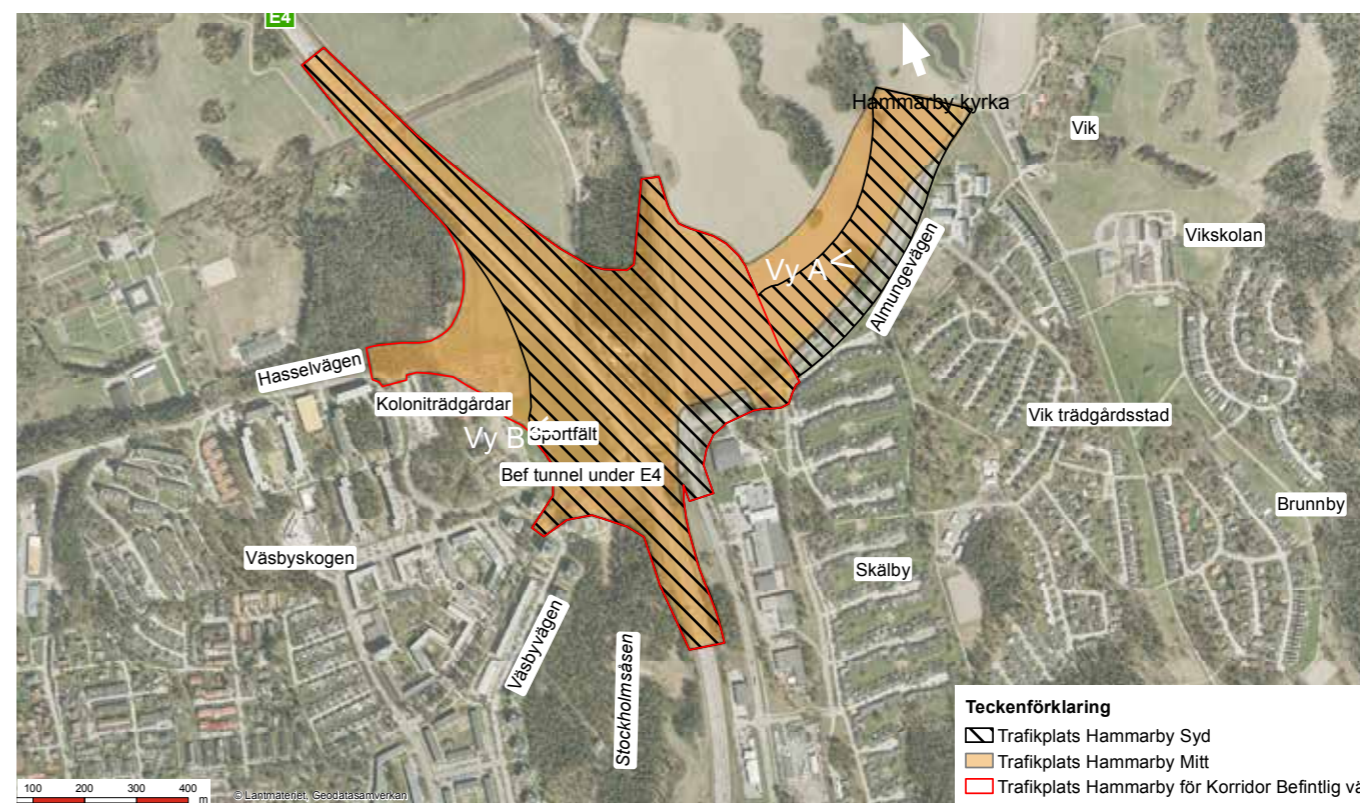 E4
Hammarby kyrka
Vik
Vikskolan
Vy A
Almungevägen
Hasselvägen
Koloniträdgårdar
Vik trädgårdsstad
Vy B
Sportfält
Bef tunnel under E4
Brunnby
Väsbyskogen
Skälby
Väsbyvägen
Stockholmsåsen
Teckenförklaring
Trafikplats Hammarby Syd
Trafikplats Hammarby Mitt
Trafikplats Hammarby för Korridor Befintlig vä
100 200 300 400
m
© Lantmäteriet, Geodatasamverkan